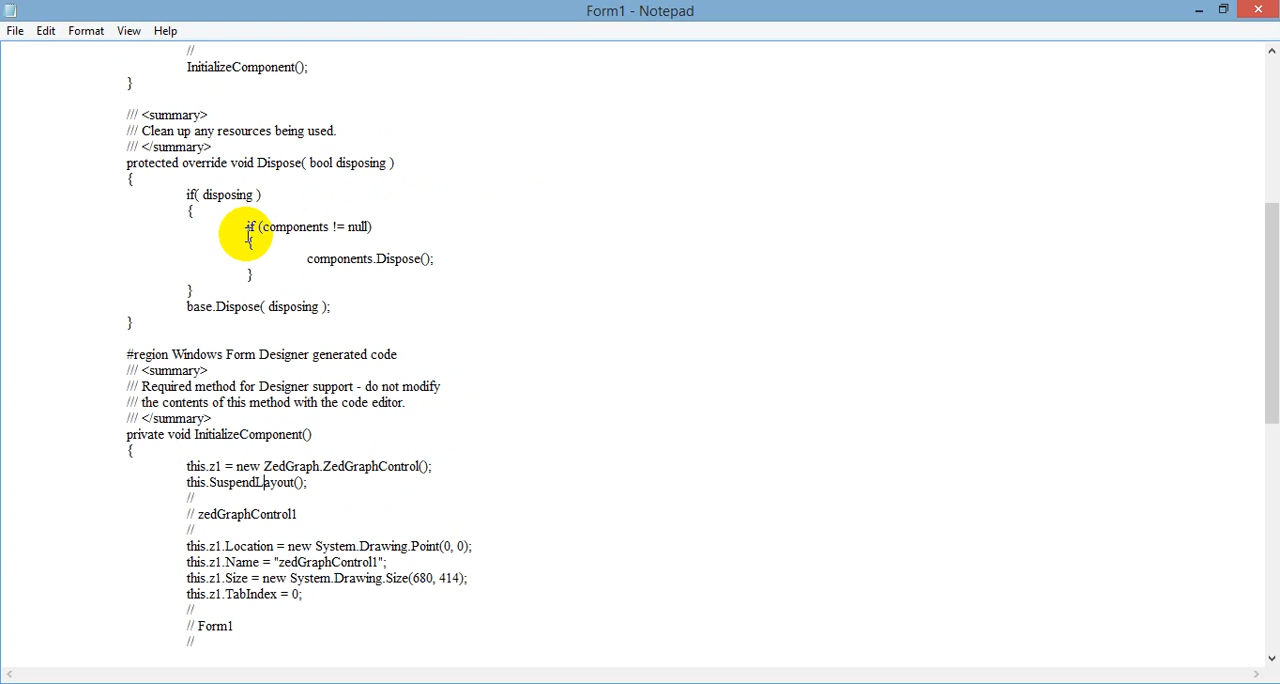 Form1 - Notepad
File Edit Format View Help
//
InitializeComponent();
}
/// <summary>
/// Clean up any resources being used.
/// </summary>
protected override void Dispose( bool disposing )
{
if( disposing )
{
if (components != null)
{
components.Dispose();
}
}
base.Dispose( disposing );
}
#region Windows Form Designer generated code
/// <summary>
/// Required method for Designer support - do not modify
/// the contents of this method with the code editor.
/// </summary>
private void InitializeComponent()
{
this.z1 = new ZedGraph.ZedGraphControl();
this.SuspendLayout();
//
// zedGraphControl1
//
this.z1.Location = new System.Drawing.Point(0, 0);
this.z1.Name = "zedGraphControl1";
this.z1.Size = new System.Drawing.Size(680, 414);
this.z1.TabIndex = 0;
//
// Form1
//